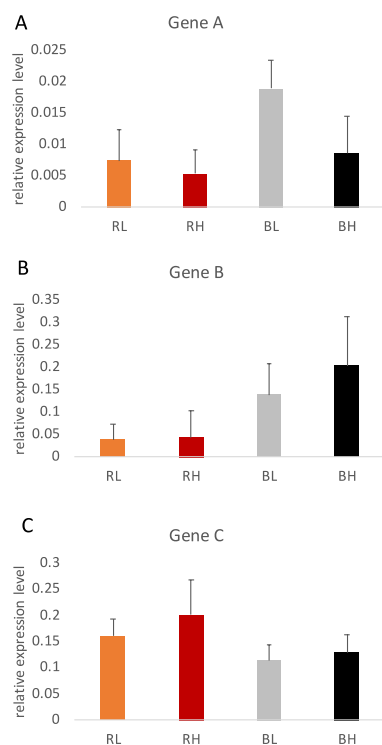 A
Gene A
relative expression level
0.025
0.02
0.015
0.01
0.005
0
RL RH BL BH
B
Gene B
relative expression level
0.35
0.3
0.25
0.2
0.15
0.1
0.05
0
RL RH BL BH
C
Gene C
relative expression level
0.3
0.25
0.2
0.15
0.1
0.05
0
RL RH BL BH